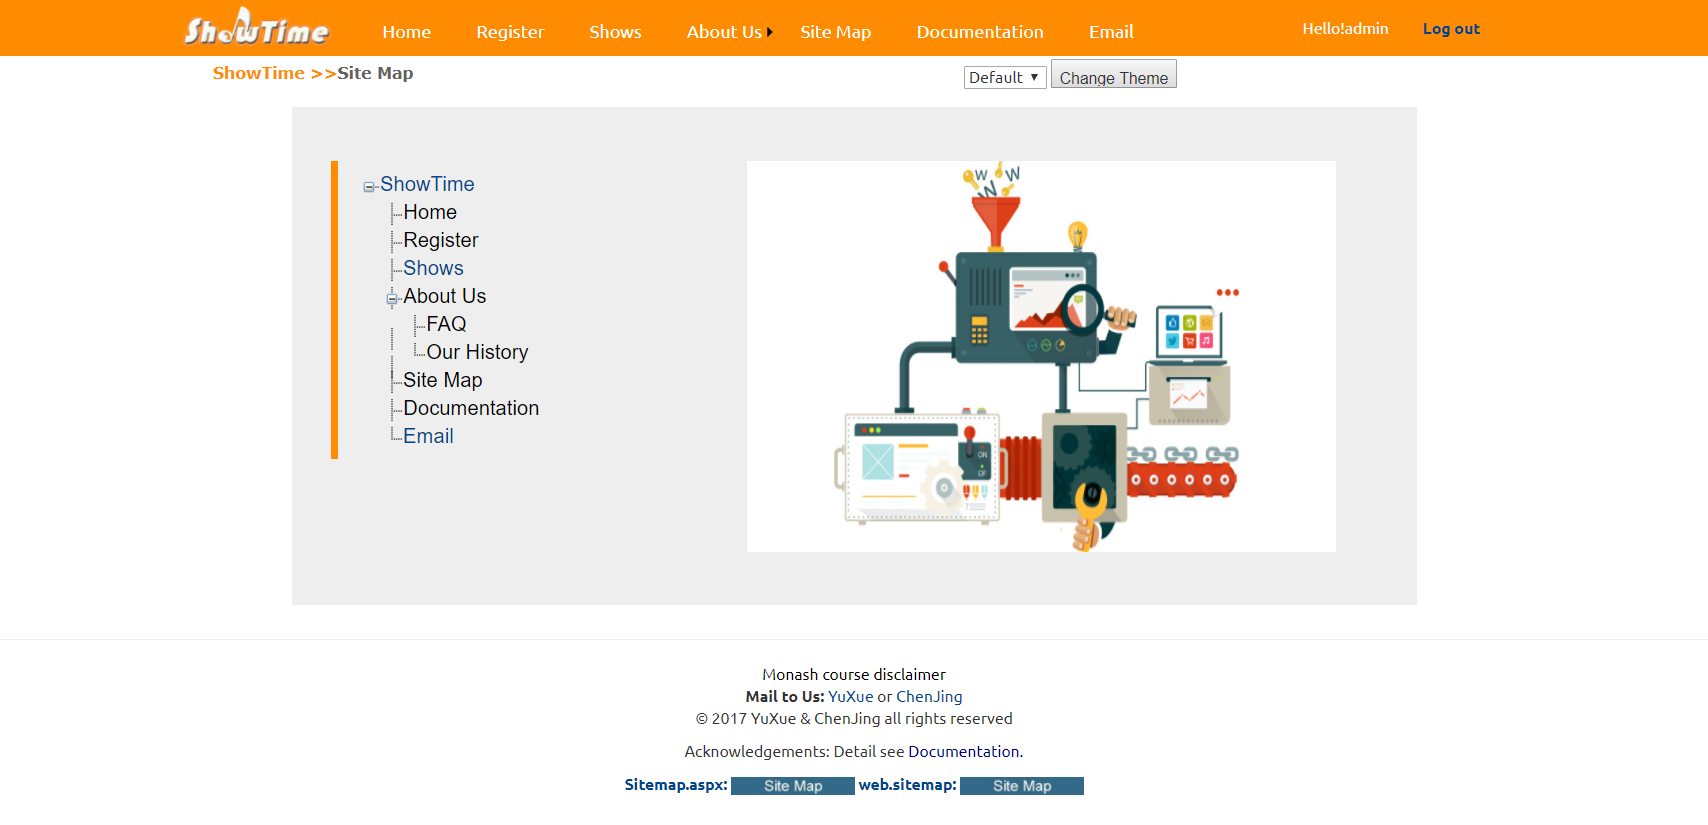 ShowTime Home Register Shows About Us Site Map Documentation Email Hello!admin Log out
ShowTime >>Site Map Default Change Theme
ShowTime
Home
Register
Shows
About Us
FAQ
Our History
Site Map
Documentation
Email
W W
W
ON
OF
Monash course disclaimer
Mail to Us: YuXue or ChenJing
© 2017 YuXue & ChenJing all rights reserved
Acknowledgements: Detail see Documentation.
Sitemap.aspx: Site Map web.sitemap: Site Map